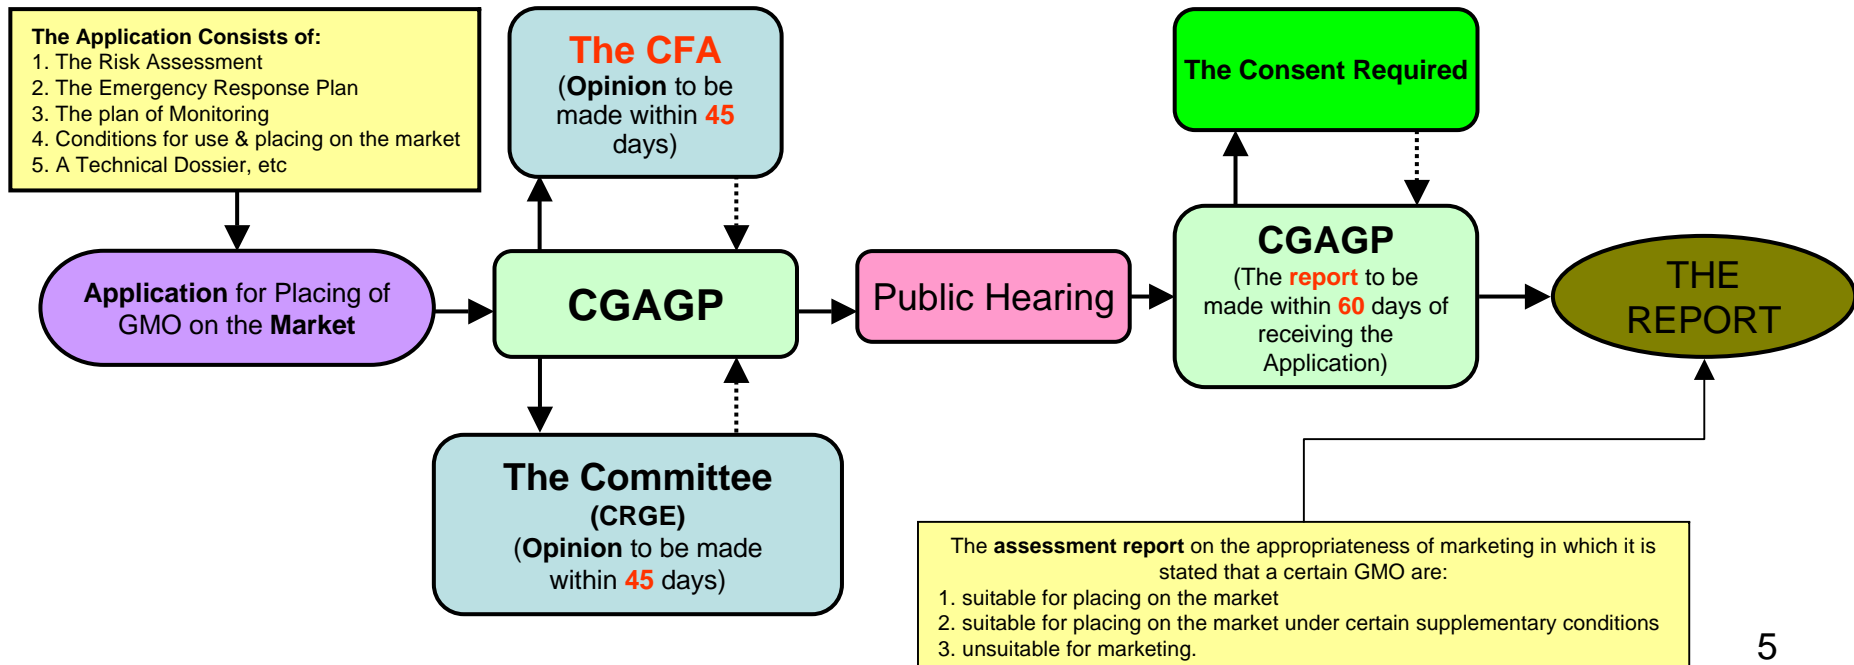 The Application Consists of:
1. The Risk Assessment
2. The Emergency Response Plan
3. The plan of Monitoring
4. Conditions for use & placing on the market
5. A Technical Dossier, etc
Application for Placing of
GMO on the Market
The CFA
(Opinion to be
made within 45
days)
CGAGP
The Committee
(CRGE)
(Opinion to be made
within 45 days)
Public Hearing
The Consent Required
CGAGP
(The report to be
made within 60 days of
receiving the
Application)
THE
REPORT
The assessment report on the appropriateness of marketing in which it is
stated that a certain GMO are:
1. suitable for placing on the market
2. suitable for placing on the market under certain supplementary conditions
3. unsuitable for marketing.
5